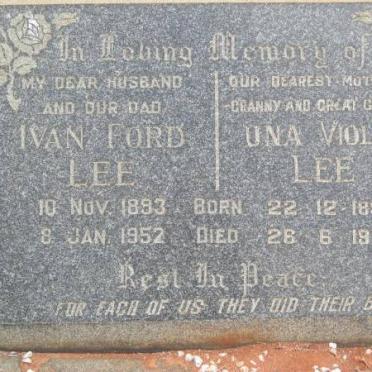 In Loving Memory of
MY DEAR HUSBAND
AND OUR DAD
IVAN FORD
LEE
OUR DEAREST MOT
GRANNY AND GREAT G
UNA VIOL
LEE
10 NOV. 1893 BORN 22-12-18
8 JAN. 1952 DIED 26-6-19
Rest In Peace
FOR EACH OF US THEY DID THEIR B